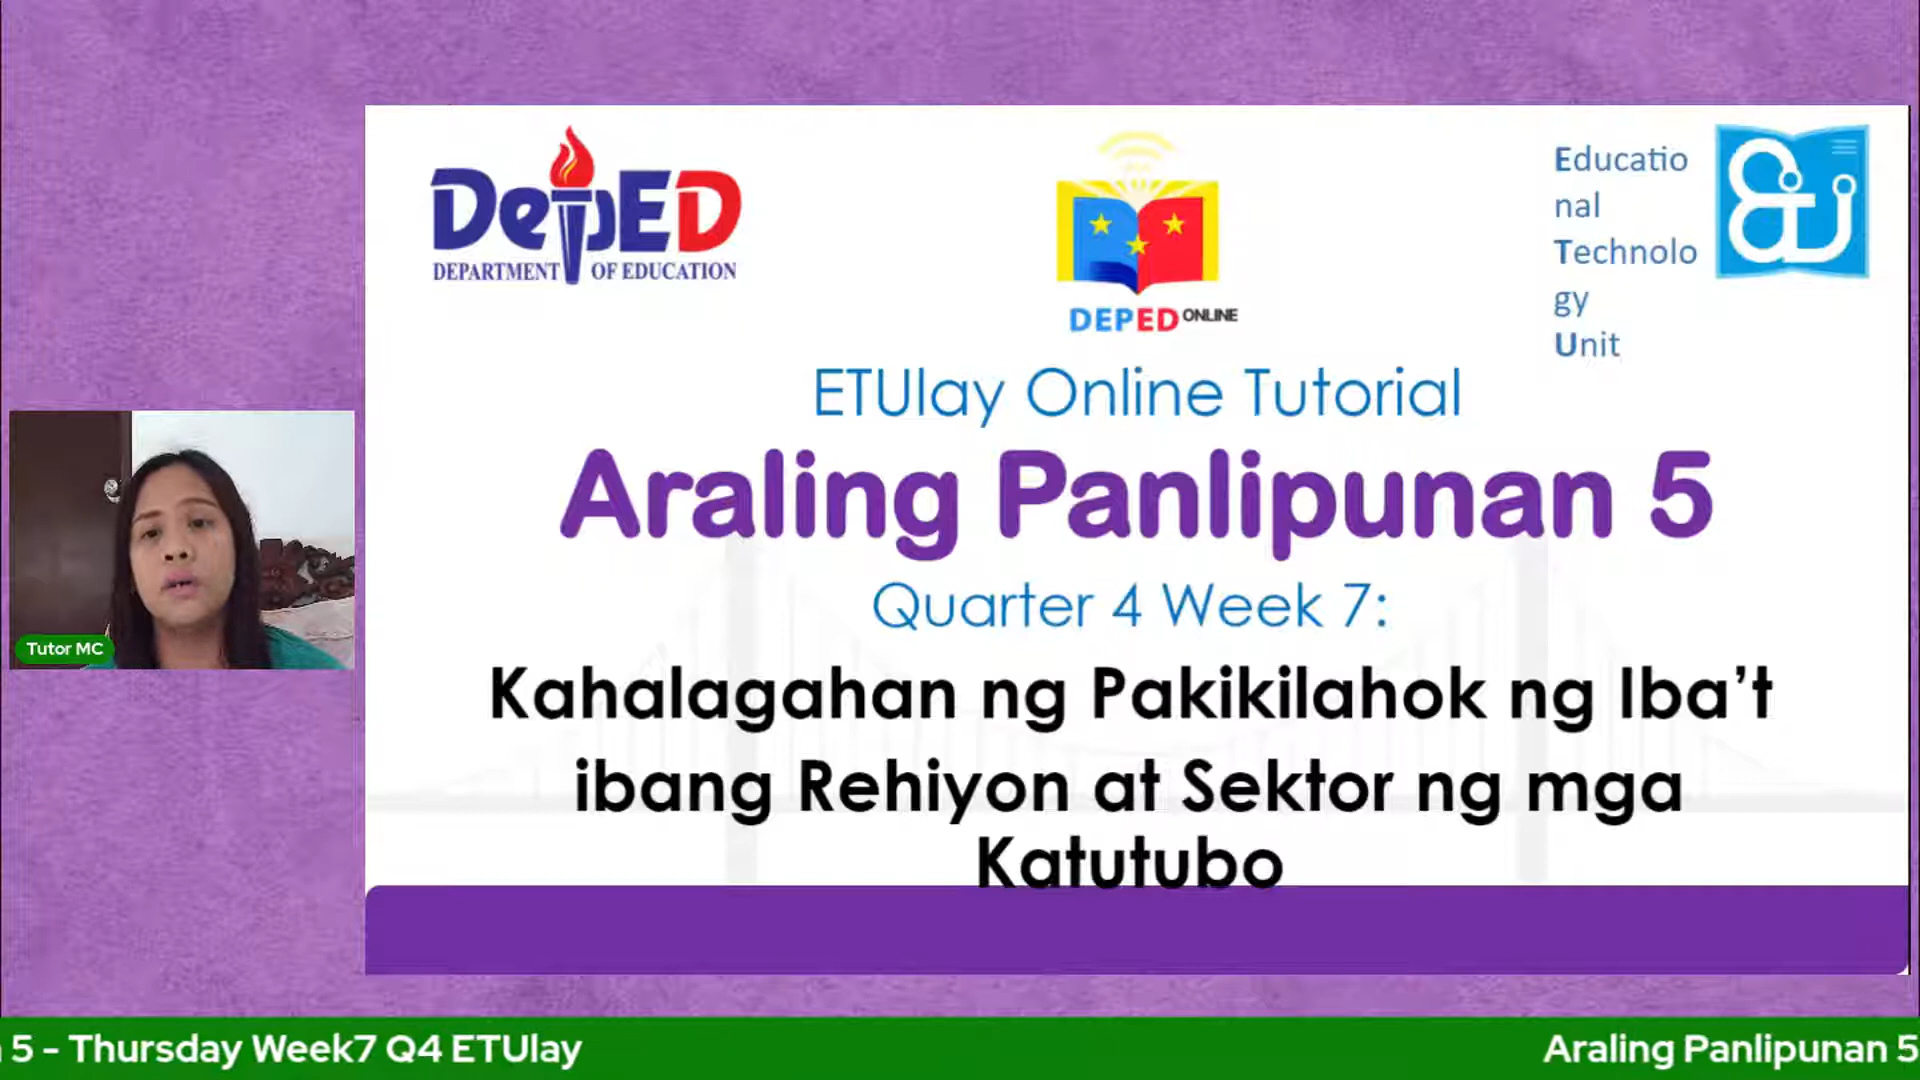 DepED
DEPARTMENT OF EDUCATION
DEPED ONLINE
Educatio
nal
Technolo
gy
Unit
ETUlay Online Tutorial
Araling Panlipunan 5
Quarter 4 Week 7:
Kahalagahan ng Pakikilahok ng Iba’t
ibang Rehiyon at Sektor ng mga
Katutubo
Tutor MC
5 - Thursday Week7 Q4 ETUlay
Araling Panlipunan 5